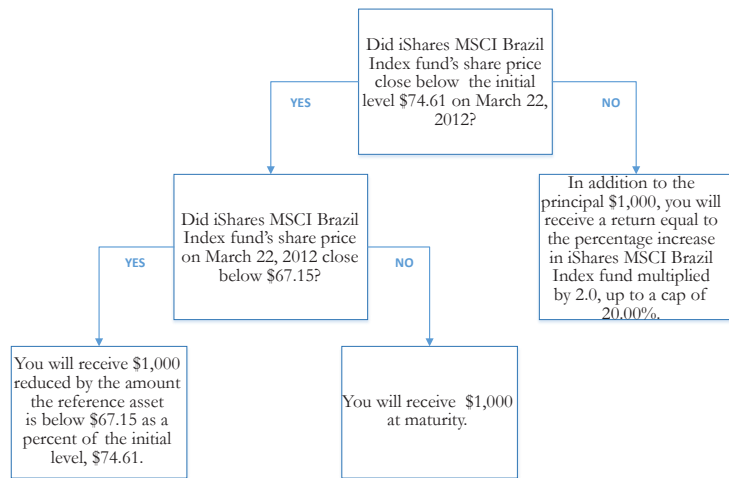 Did iShares MSCI Brazil
Index fund's share price
close below the initial
level $74.61 on March 22,
2012?
YES
NO
Did iShares MSCI Brazil
Index fund's share price
on March 22, 2012 close
below $67.15?
In addition to the
principal $1,000, you will
receive a return equal to
the percentage increase
in iShares MSCI Brazil
Index fund multiplied
by 2.0, up to a cap of
20.00%.
YES
NO
You will receive $1,000
reduced by the amount
the reference asset
is below $67.15 as a
percent of the initial
level, $74.61.
You will receive $1,000
at maturity.